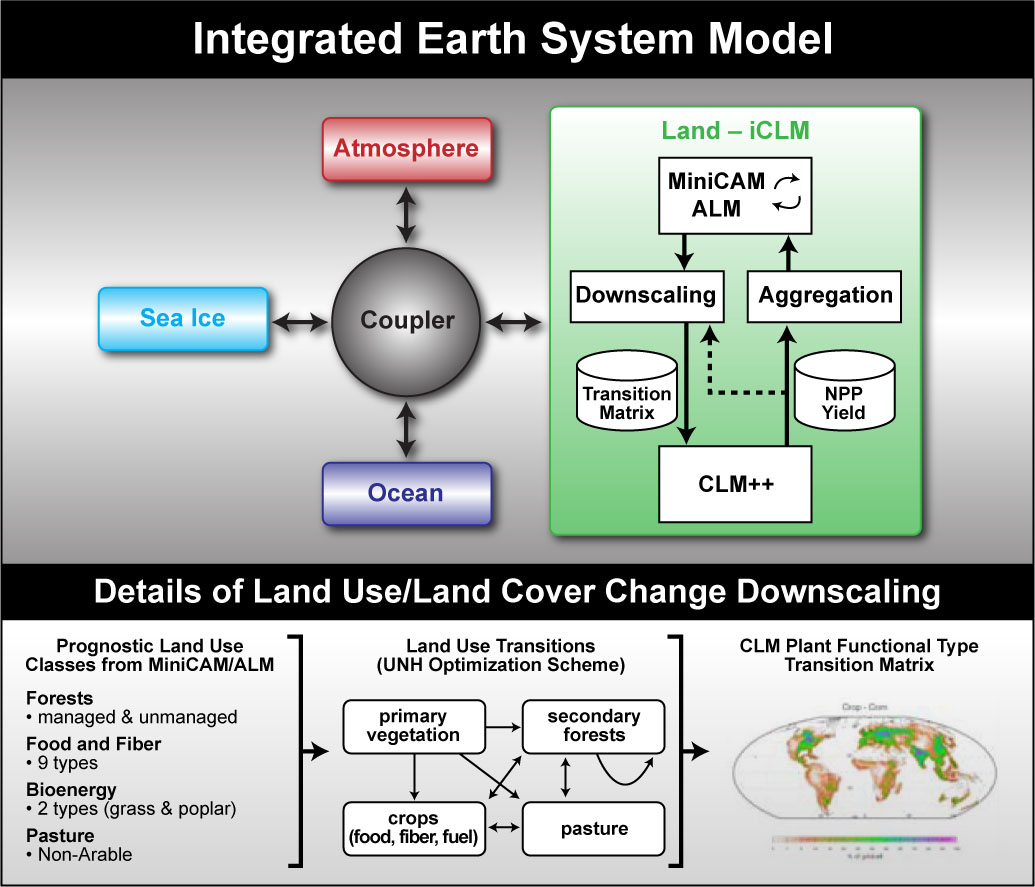 Integrated Earth System Model
Atmosphere
Sea Ice
Coupler
Ocean
Land – iCLM
MiniCAM
ALM
Downscaling
Aggregation
Transition
Matrix
NPP
Yield
CLM++
Details of Land Use/Land Cover Change Downscaling
Prognostic Land Use
Classes from MiniCAM/ALM
Forests
• managed & unmanaged
Food and Fiber
• 9 types
Bioenergy
• 2 types (grass & poplar)
Pasture
• Non-Arable
Land Use Transitions
(UNH Optimization Scheme)
primary
vegetation
secondary
forests
crops
(food, fiber, fuel)
pasture
CLM Plant Functional Type
Transition Matrix
Crop - Corn